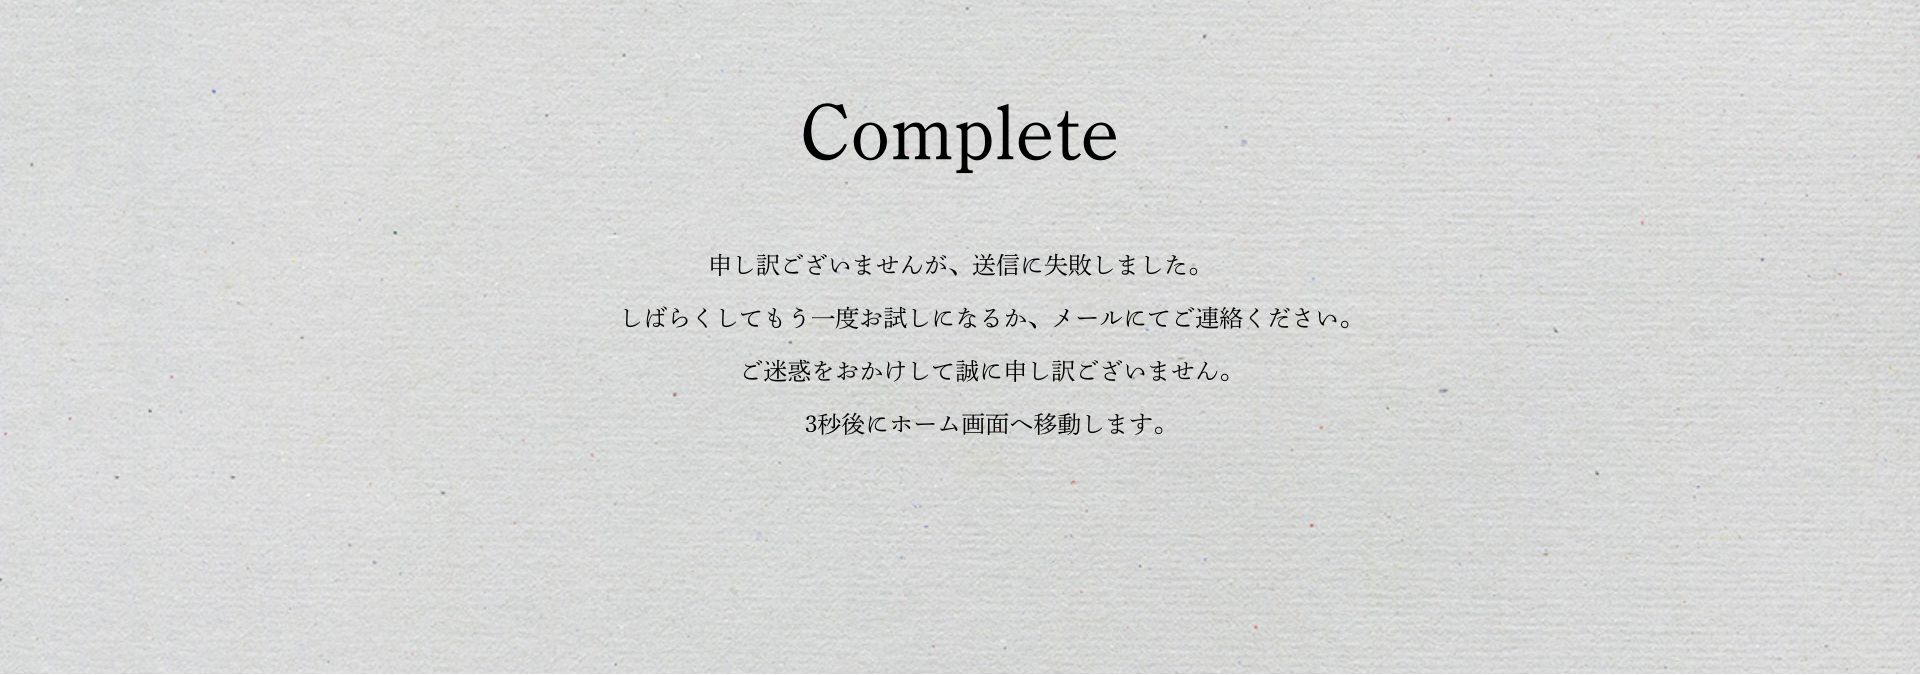 Complete
申し訳ございませんが、送信に失敗しました。
しばらくしてもう一度お試しになるか、メールにてご連絡ください。
ご迷惑をおかけして誠に申し訳ございません。
3秒後にホーム画面へ移動します。